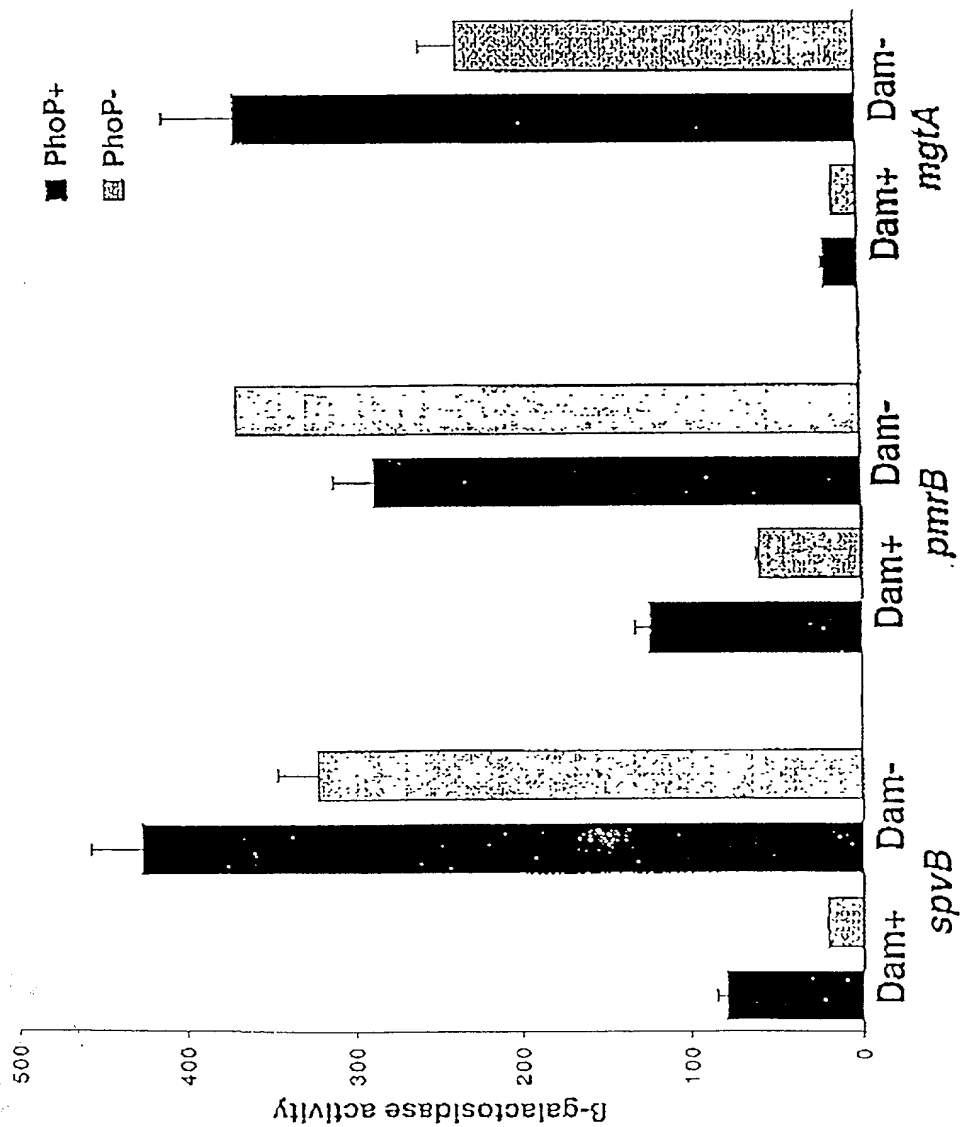 PhoP+
PhoP-
500
400
300
200
100
0
β-galactosidase activity
Dam+ Dam- Dam+ Dam- Dam+ Dam-
spvB pmrB mgtA